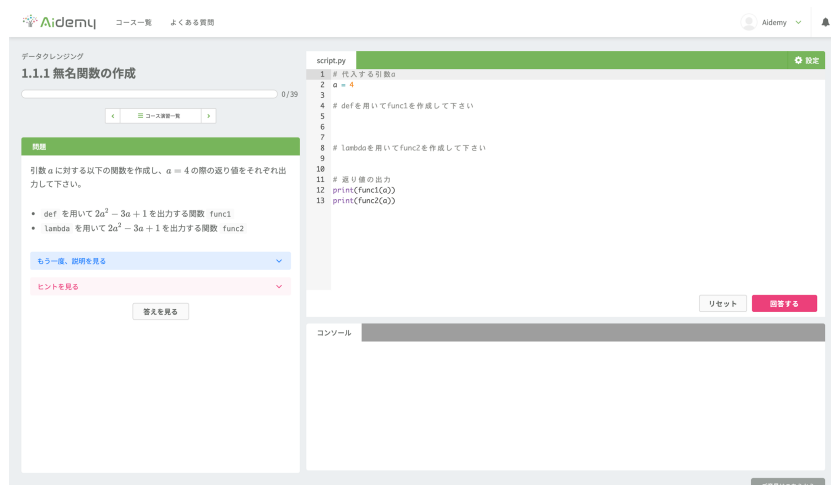 Aidemy
コース一覧
よくある質問
Aidemy
データクレンジング
1.1.1 無名関数の作成
0/39
コース演習一覧
問題
引数 a に対する以下の関数を作成し、a = 4 の際の返り値をそれぞれ出
力して下さい。
def を用いて 2a² − 3a + 1 を出力する関数 func1
lambda を用いて 2a² − 3a + 1 を出力する関数 func2
もう一度、説明を見る
ヒントを見る
答えを見る
script.py
設定
1 # 代入する引数a
2 a = 4
3
4 # defを用いてfunc1を作成して下さい
5
6
7
8 # lambdaを用いてfunc2を作成して下さい
9
10
11 # 返り値の出力
12 print(func1(a))
13 print(func2(a))
リセット
回答する
コンソール